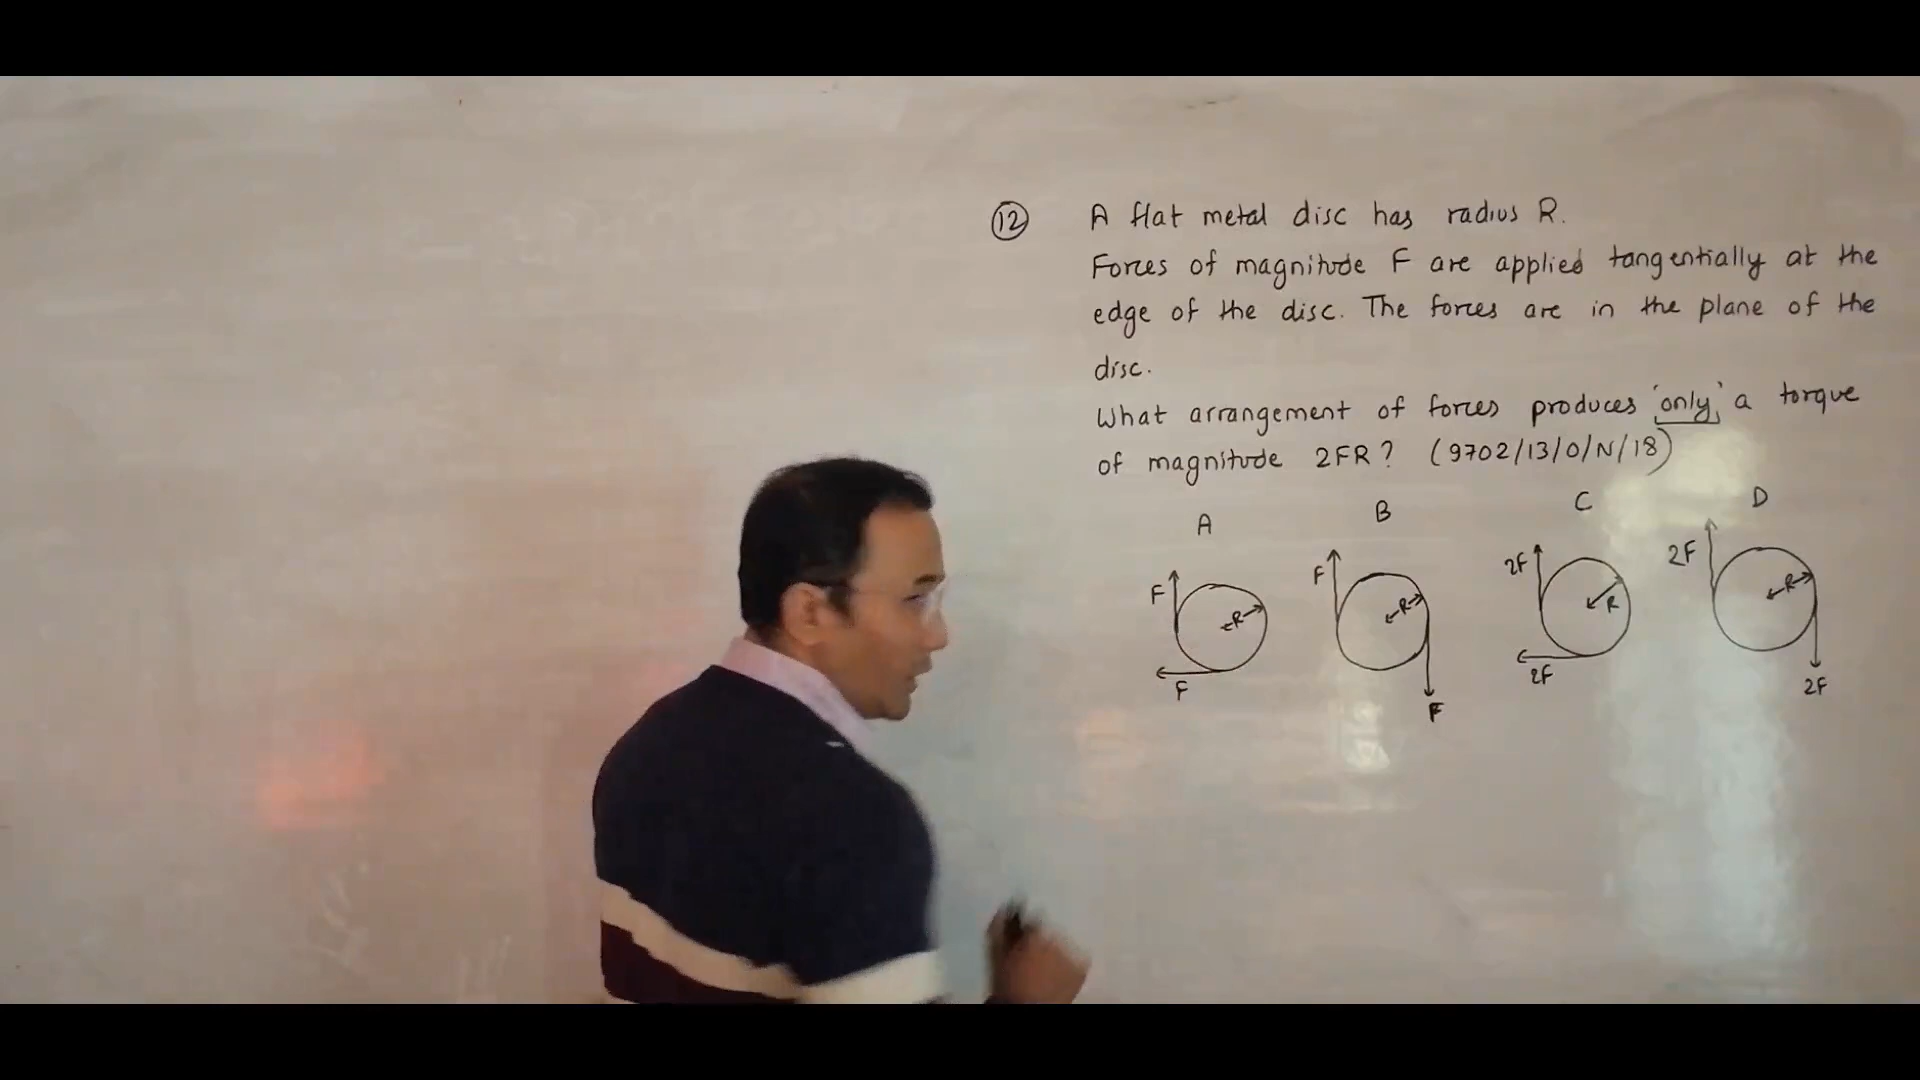 12 A flat metal disc has radius R.
Forces of magnitude F are applied tangentially at the
edge of the disc. The forces are in the plane of the
disc.
What arrangement of forces produces 'only' a torque
of magnitude 2FR? (9702/13/O/N/18)
A B C D
F R F
F R F
2F R 2F
2F R 2F